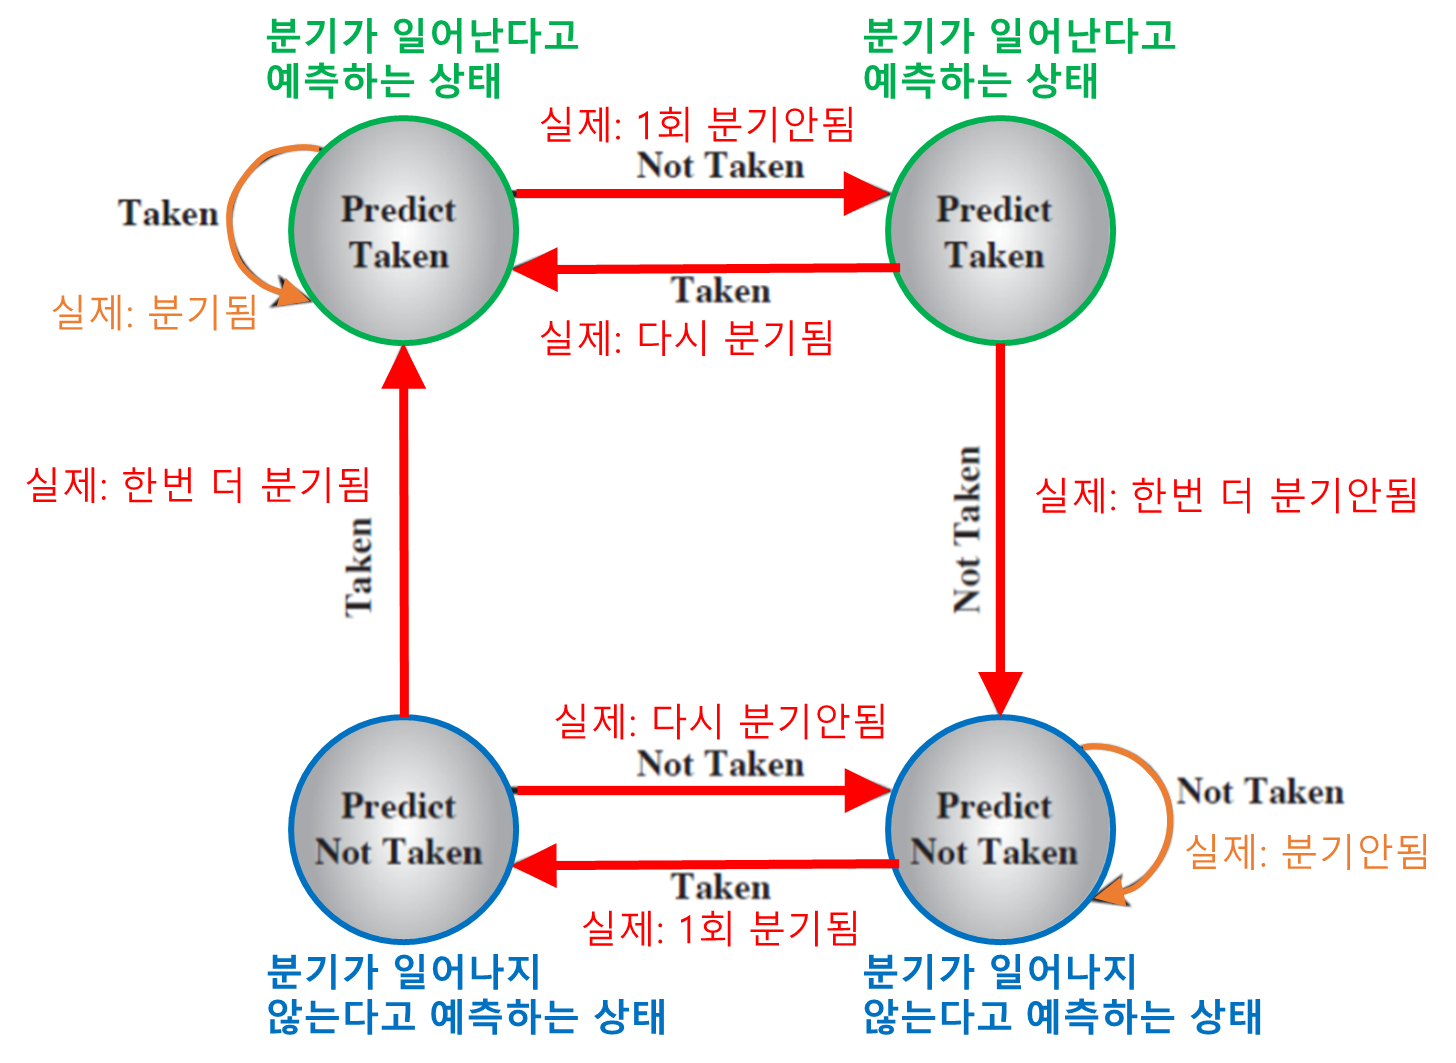 분기가 일어난다고
예측하는 상태
분기가 일어난다고
예측하는 상태
실제: 1회 분기안됨
Not Taken
Predict
Taken
Predict
Taken
Taken
실제: 분기됨
Taken
실제: 다시 분기됨
실제: 한번 더 분기됨
Taken
Not Taken
실제: 한번 더 분기안됨
실제: 다시 분기안됨
Not Taken
Predict
Not Taken
Predict
Not Taken
Not Taken
실제: 분기안됨
Taken
실제: 1회 분기됨
분기가 일어나지
않는다고 예측하는 상태
분기가 일어나지
않는다고 예측하는 상태